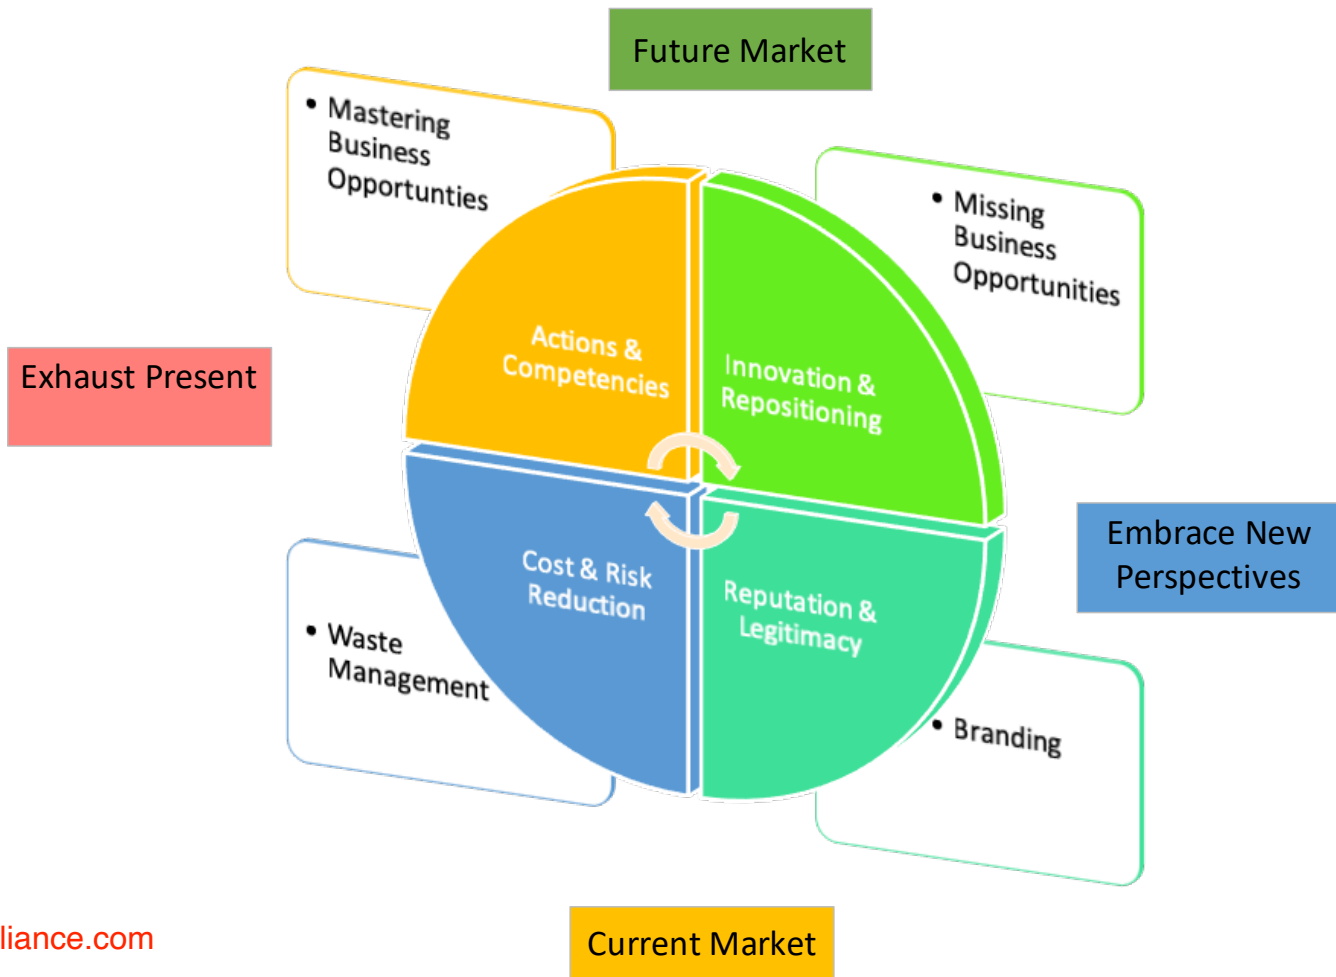 Future Market
• Mastering
Business
Opportunties
• Missing
Business
Opportunities
Actions &
Competencies
Innovation &
Repositioning
Exhaust Present
Embrace New
Perspectives
Cost & Risk
Reduction
Reputation &
Legitimacy
• Waste
Management
• Branding
liance.com
Current Market